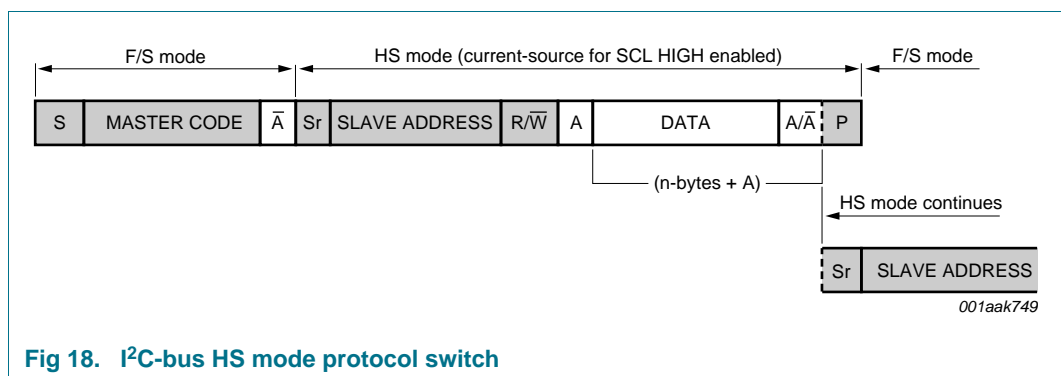 F/S mode HS mode (current-source for SCL HIGH enabled) F/S mode
S MASTER CODE A̅ Sr SLAVE ADDRESS R/W̅ A DATA A/A̅ P
(n-bytes + A)
HS mode continues
Sr SLAVE ADDRESS
001aak749
Fig 18. I²C-bus HS mode protocol switch